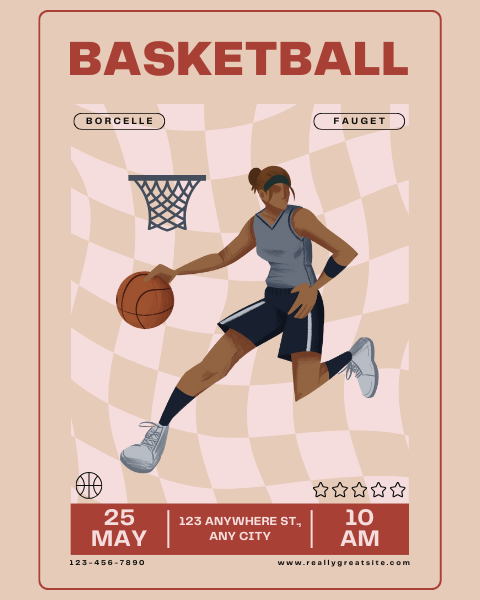 BASKETBALL
BORCELLE
FAUGET
25
MAY
123 ANYWHERE ST.,
ANY CITY
10
AM
123-456-7890
www.reallygreatsite.com